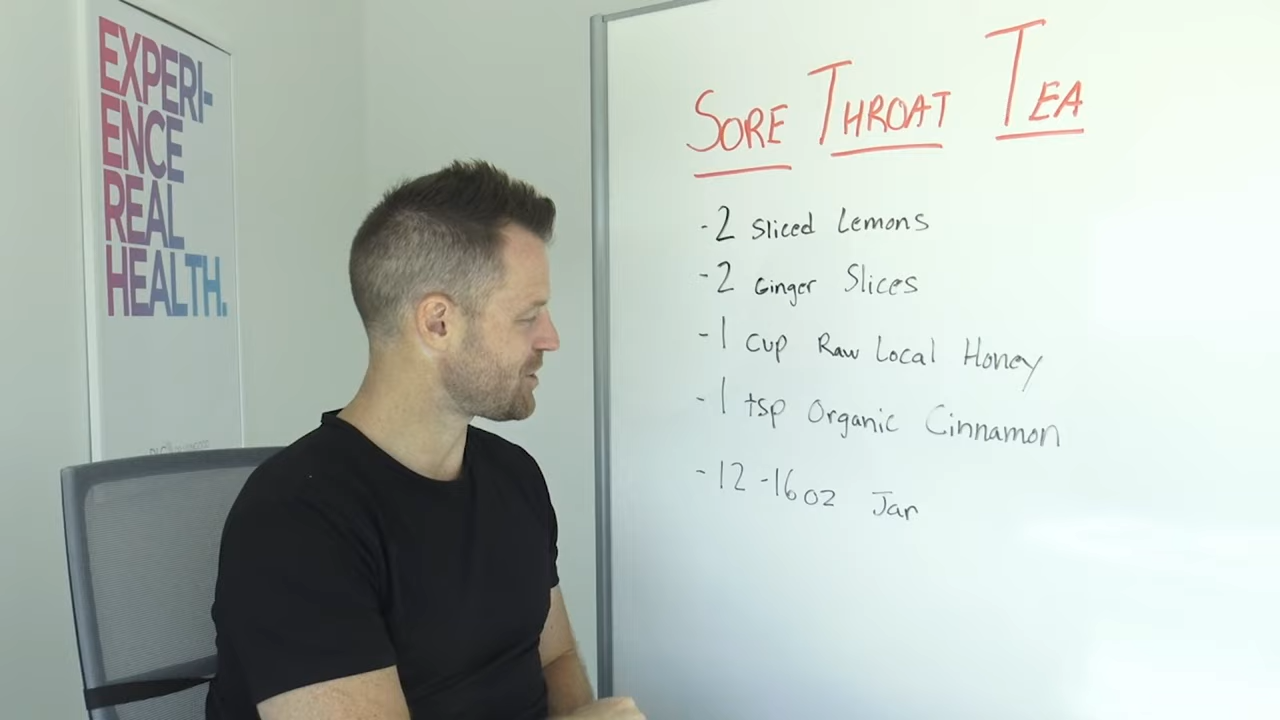 EXPERI-
ENCE
REAL
HEALTH.
SORE THROAT TEA
-2 Sliced Lemons
-2 Ginger Slices
-1 cup Raw Local Honey
-1 tsp Organic Cinnamon
-12-16oz Jar